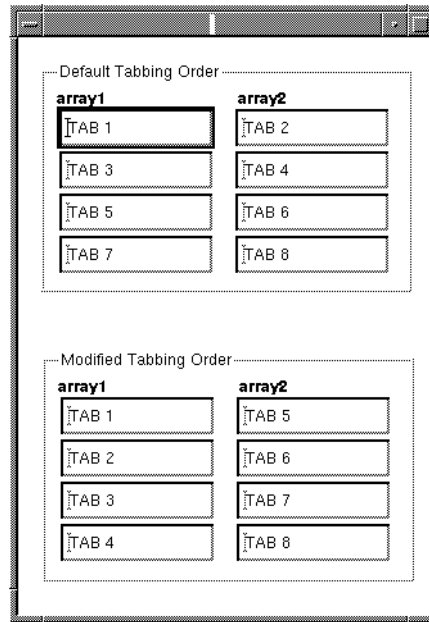 Default Tabbing Order
array1 array2
TAB 1 TAB 2
TAB 3 TAB 4
TAB 5 TAB 6
TAB 7 TAB 8
Modified Tabbing Order
array1 array2
TAB 1 TAB 5
TAB 2 TAB 6
TAB 3 TAB 7
TAB 4 TAB 8